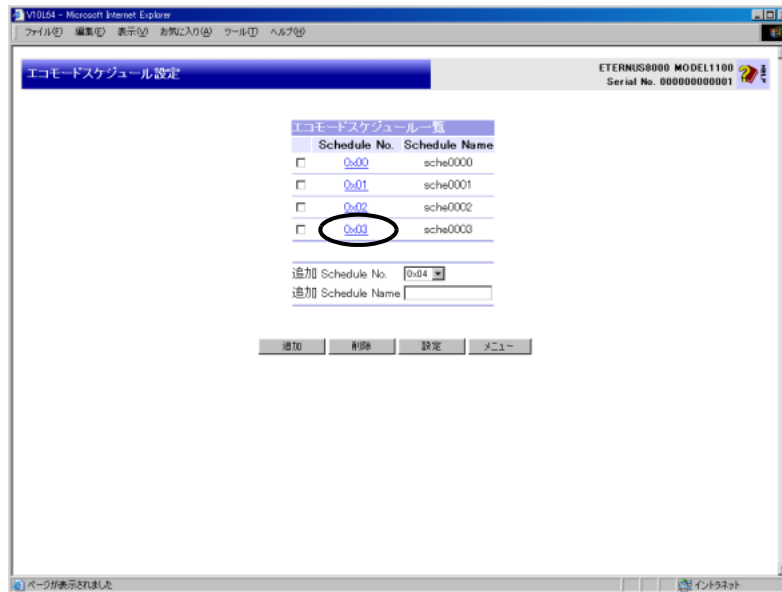 V10L64 - Microsoft Internet Explorer
ファイル(F) 編集(E) 表示(V) お気に入り(A) ツール(T) ヘルプ(H)
エコモードスケジュール設定
ETERNUS8000 MODEL1100
Serial No. 000000000001
HELP
エコモードスケジュール一覧
Schedule No. Schedule Name
0x00 sche0000
0x01 sche0001
0x02 sche0002
0x03 sche0003
追加 Schedule No. 0x04
追加 Schedule Name
追加 削除 設定 メニュー
ページが表示されました イントラネット